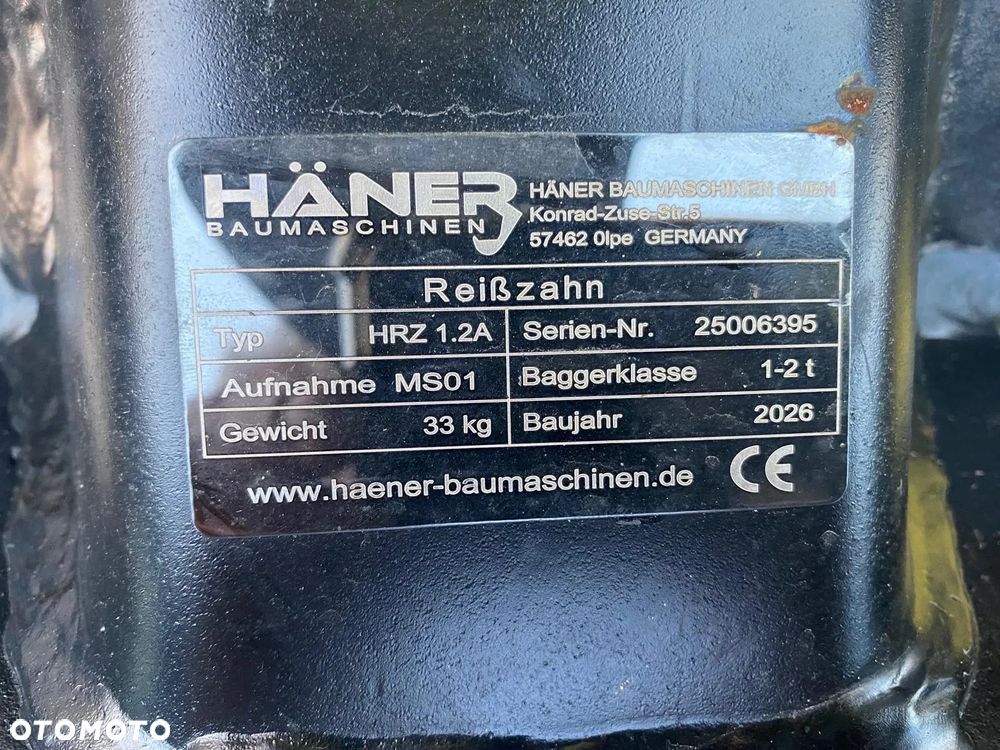 HÄNER
BAUMASCHINEN
HÄNER BAUMASCHINEN GMBH
Konrad-Zuse-Str.5
57462 Olpe GERMANY
Reißzahn
Typ HRZ 1.2A Serien-Nr. 25006395
Aufnahme MS01 Baggerklasse 1-2 t
Gewicht 33 kg Baujahr 2026
www.haener-baumaschinen.de CE
OTOMOTO